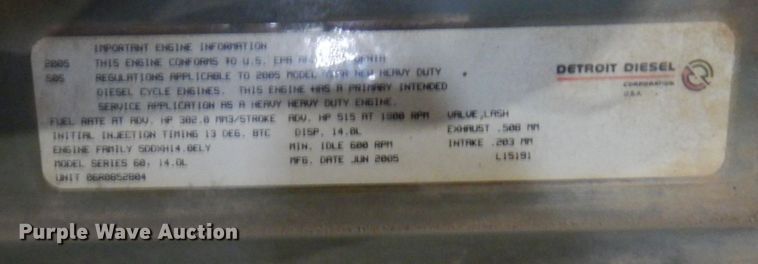 IMPORTANT ENGINE INFORMATION
2005 THIS ENGINE CONFORMS TO U.S. EPA AND
505 REGULATIONS APPLICABLE TO 2005 MODEL YEAR NEW HEAVY DUTY
DIESEL CYCLE ENGINES. THIS ENGINE HAS A PRIMARY INTENDED
SERVICE APPLICATION AS A HEAVY HEAVY DUTY ENGINE.
DETROIT DIESEL
CORPORATION
USA
FUEL RATE AT ADV. HP 302.0 MM3/STROKE ADV. HP 515 AT 1800 RPM VALVE LASH
INITIAL INJECTION TIMING 13 DEG. BTC DISP. 14.0L EXHAUST .508 MM
ENGINE FAMILY 5DDXH14.0ELY MIN. IDLE 600 RPM INTAKE .203 MM
MODEL SERIES 60, 14.0L MFG. DATE JUN 2005 L15191
UNIT 06R0852804
Purple Wave Auction